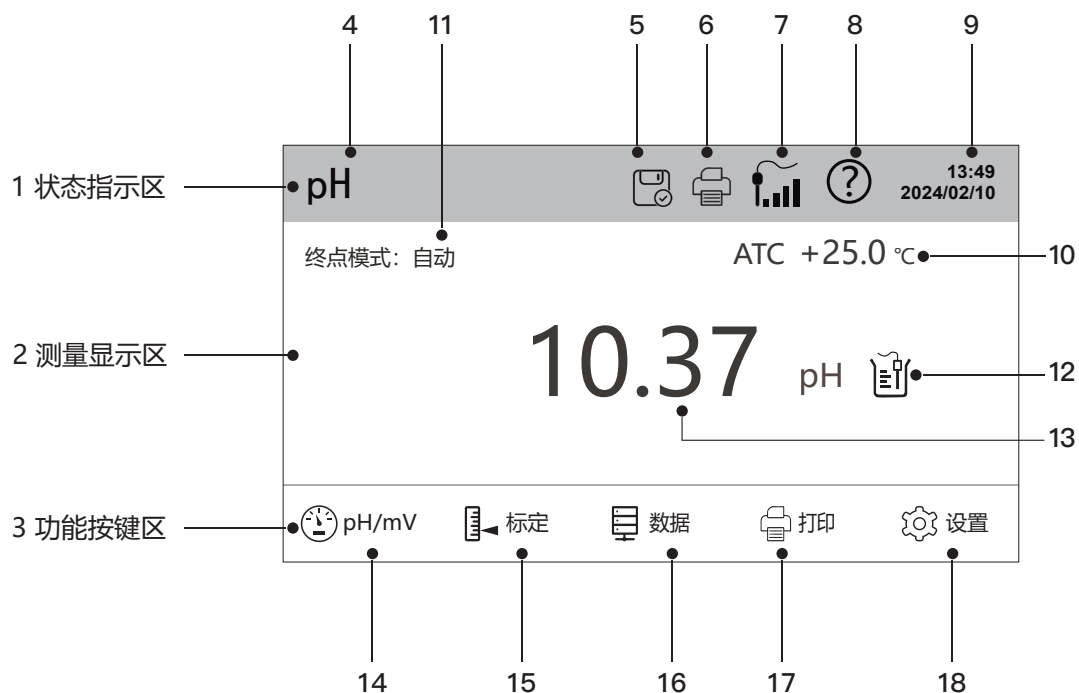 4 11 5 6 7 8 9
1 状态指示区
pH
13:49
2024/02/10
终点模式：自动
ATC +25.0 ℃
10
2 测量显示区
10.37 pH
12
13
3 功能按键区
pH/mV 标定 数据 打印 设置
14 15 16 17 18